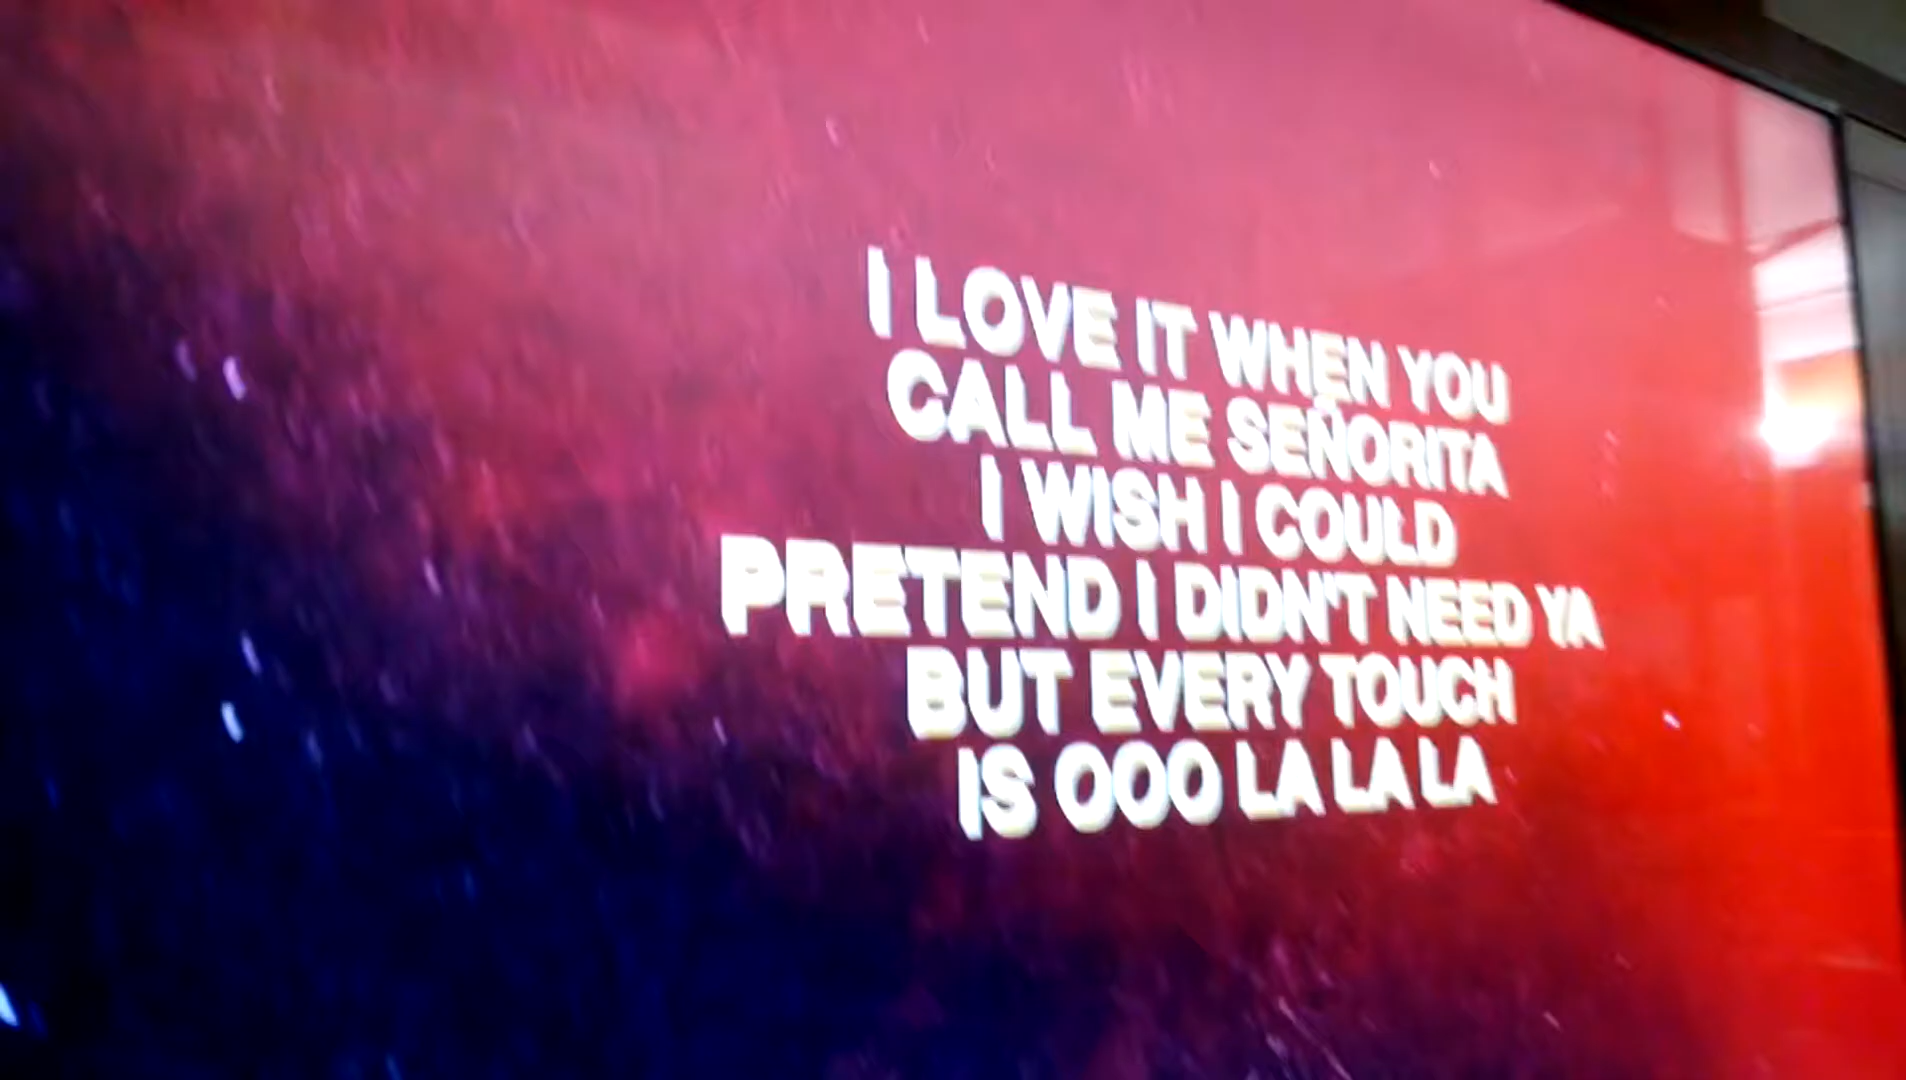 I LOVE IT WHEN YOU
CALL ME SEÑORITA
I WISH I COULD
PRETEND I DIDN'T NEED YA
BUT EVERY TOUCH
IS OOO LA LA LA